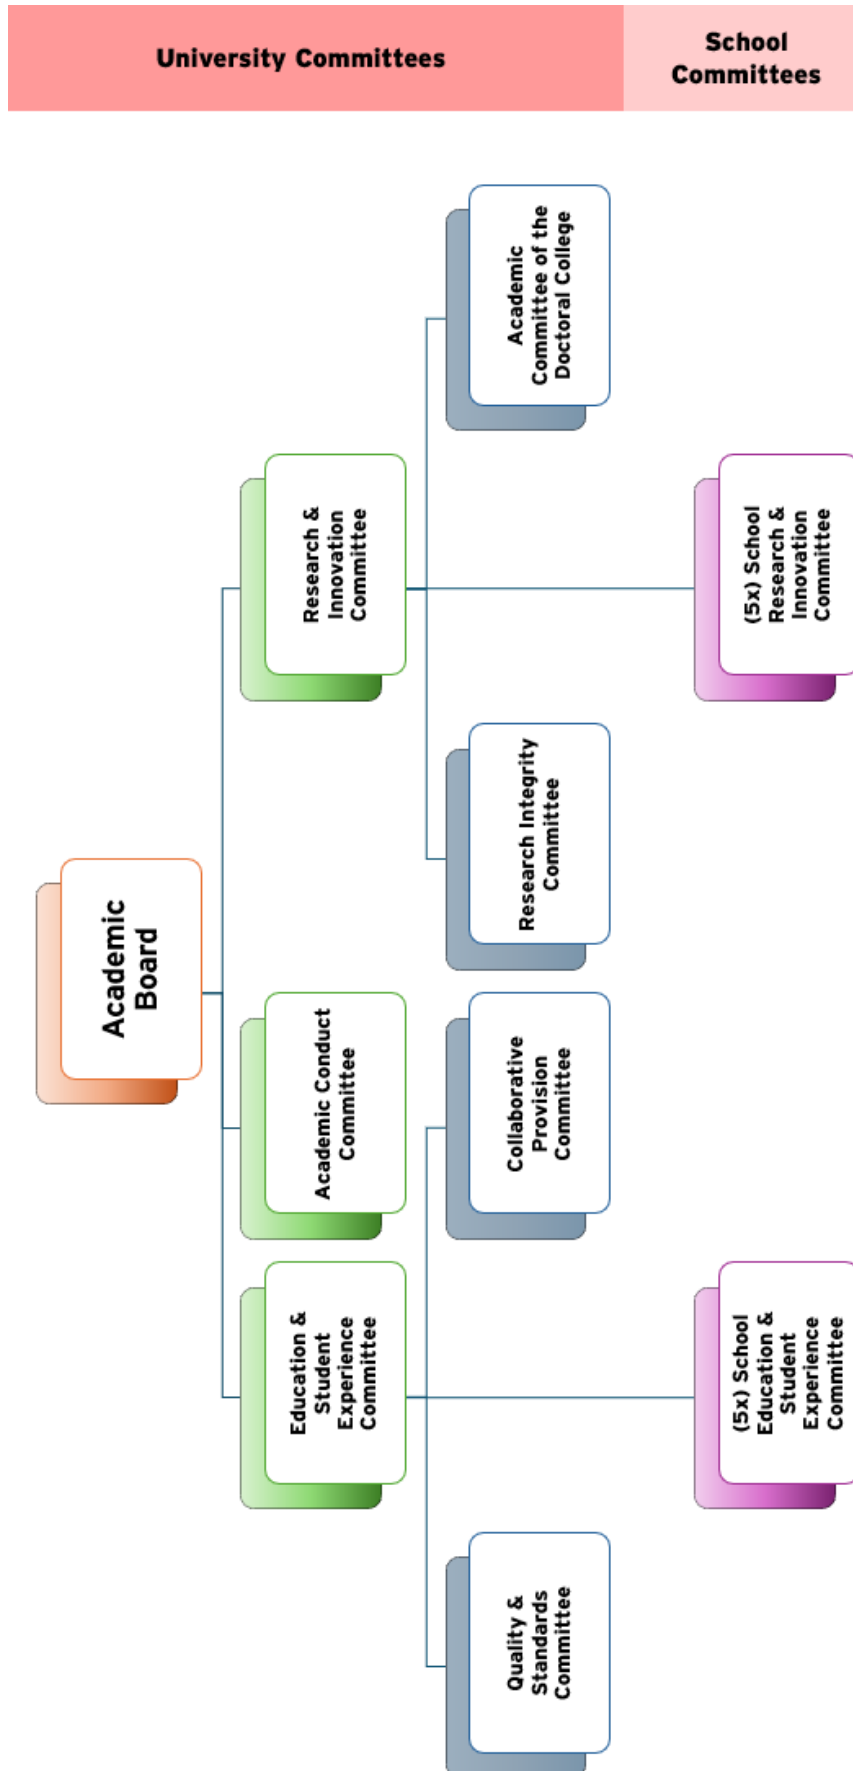 University Committees
School
Committees
Academic
Board
Education &
Student
Experience
Committee
Academic Conduct
Committee
Research &
Innovation
Committee
Quality &
Standards
Committee
Collaborative
Provision
Committee
Research Integrity
Committee
Academic
Committee of the
Doctoral College
(5x) School
Education &
Student
Experience
Committee
(5x) School
Research &
Innovation
Committee